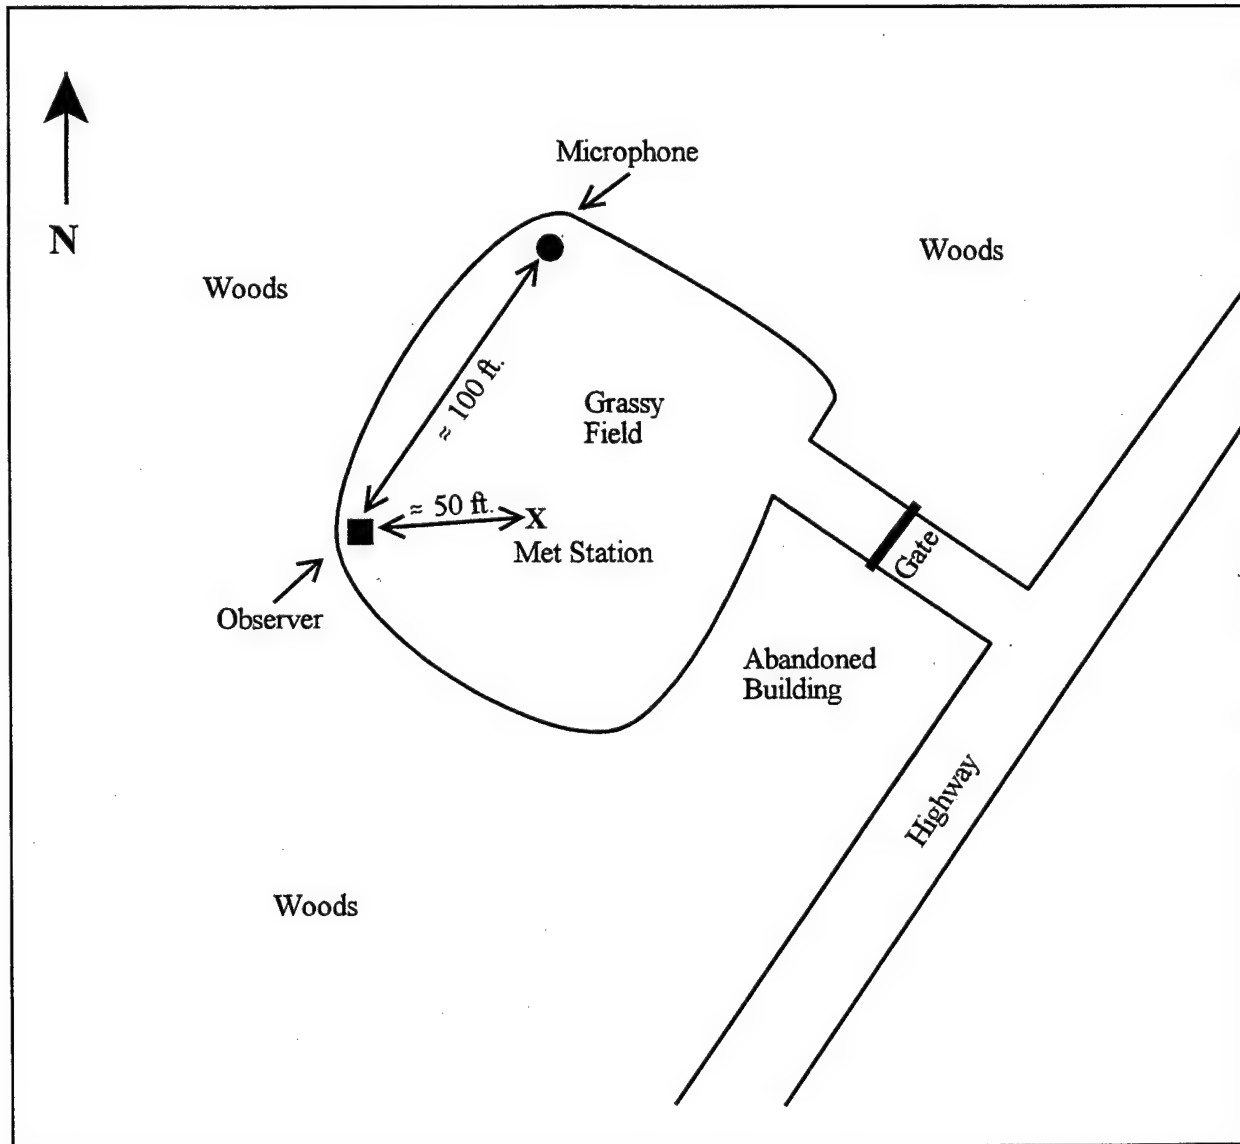 Microphone
N
Woods
Woods
≈ 100 ft.
Grassy
Field
≈ 50 ft.
X
Met Station
Gate
Observer
Abandoned
Building
Highway
Woods